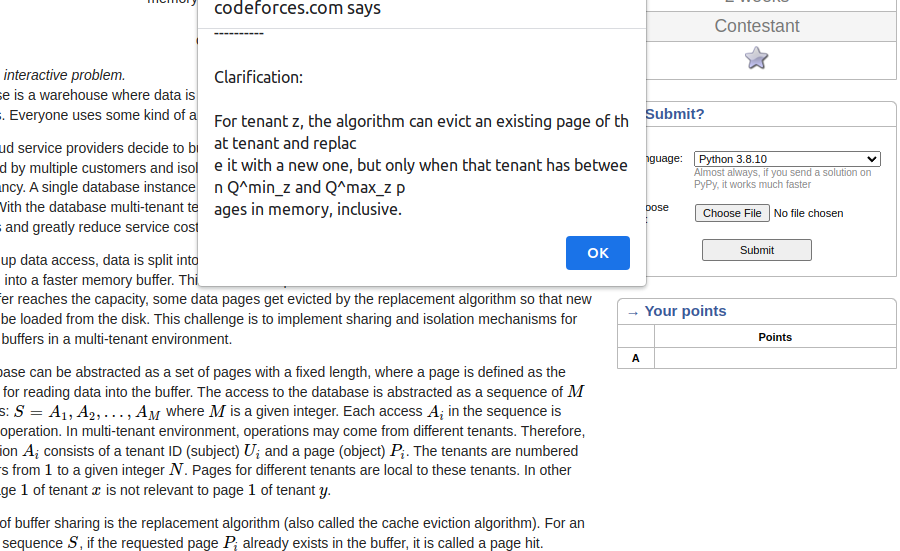 memory
codeforces.com says
----------
Clarification:
For tenant z, the algorithm can evict an existing page of th
at tenant and replac
e it with a new one, but only when that tenant has betwee
n Q^min_z and Q^max_z p
ages in memory, inclusive.
OK
2 weeks
Contestant
Submit?
nguage: Python 3.8.10
Almost always, if you send a solution on
PyPy, it works much faster
oose
: Choose File No file chosen
Submit
→ Your points
Points
A
interactive problem.
se is a warehouse where data is
s. Everyone uses some kind of a
ud service providers decide to b
d by multiple customers and isol
ancy. A single database instance
With the database multi-tenant te
s and greatly reduce service cost
up data access, data is split into
into a faster memory buffer. Thi
fer reaches the capacity, some data pages get evicted by the replacement algorithm so that new
be loaded from the disk. This challenge is to implement sharing and isolation mechanisms for
buffers in a multi-tenant environment.
base can be abstracted as a set of pages with a fixed length, where a page is defined as the
for reading data into the buffer. The access to the database is abstracted as a sequence of M
s: S = A₁, A₂, . . . , A_M where M is a given integer. Each access A_i in the sequence is
operation. In multi-tenant environment, operations may come from different tenants. Therefore,
ion A_i consists of a tenant ID (subject) U_i and a page (object) P_i. The tenants are numbered
rs from 1 to a given integer N. Pages for different tenants are local to these tenants. In other
ge 1 of tenant x is not relevant to page 1 of tenant y.
of buffer sharing is the replacement algorithm (also called the cache eviction algorithm). For an
sequence S, if the requested page P_i already exists in the buffer, it is called a page hit.